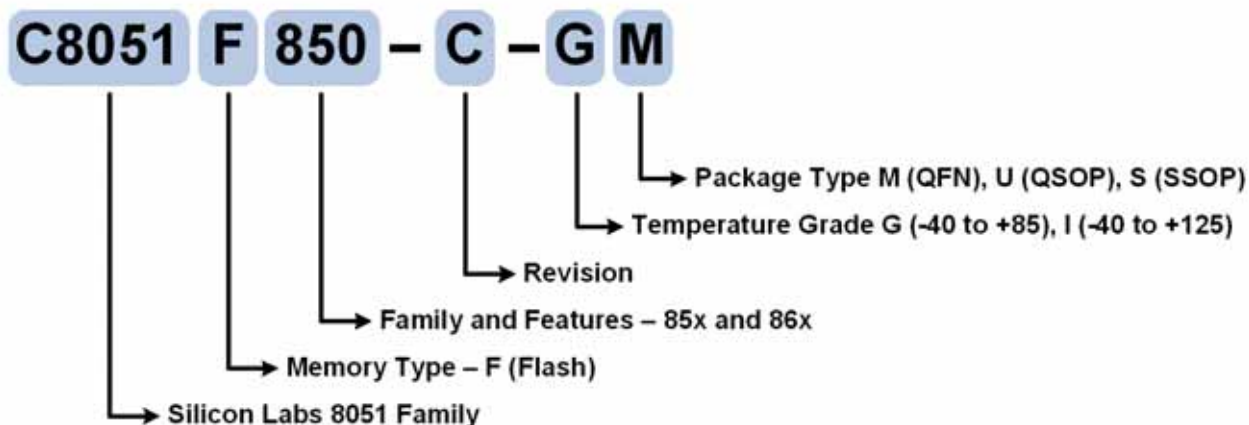 C8051 F 850 – C – G M
Package Type M (QFN), U (QSOP), S (SSOP)
Temperature Grade G (-40 to +85), I (-40 to +125)
Revision
Family and Features – 85x and 86x
Memory Type – F (Flash)
Silicon Labs 8051 Family